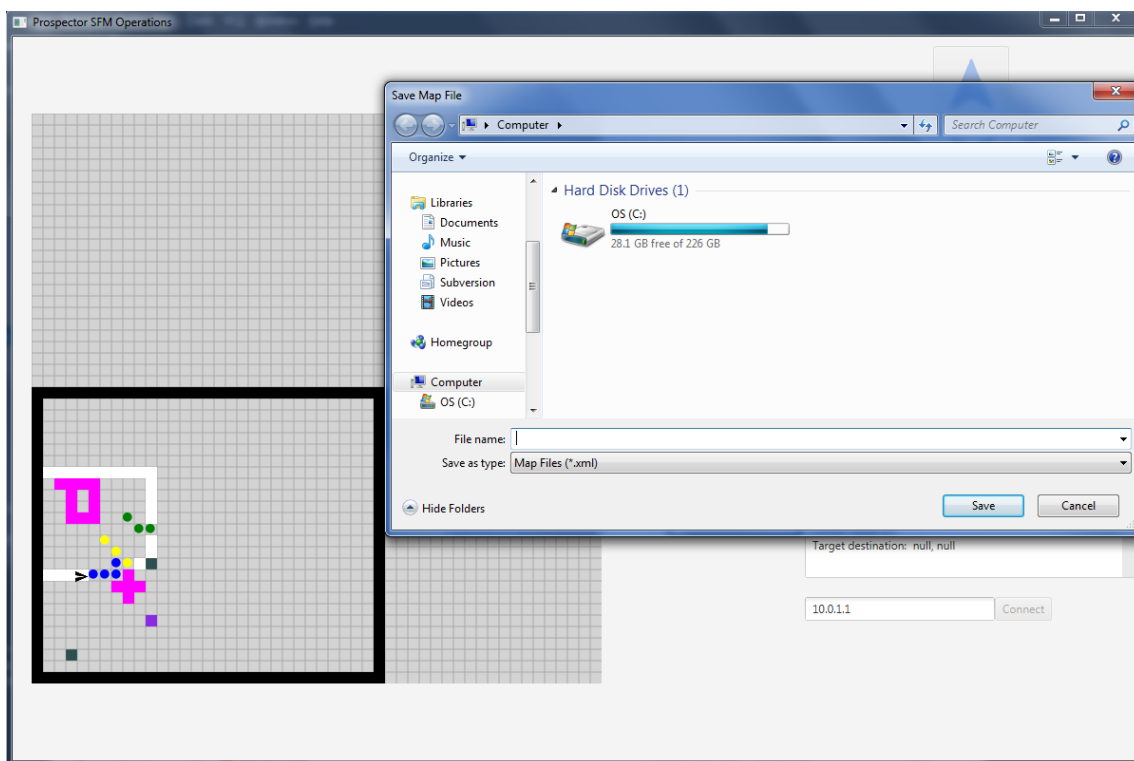 Prospector SFM Operations
Save Map File
Computer
Search Computer
Organize
Libraries
Documents
Music
Pictures
Subversion
Videos
Homegroup
Computer
OS (C:)
Hard Disk Drives (1)
OS (C:)
28.1 GB free of 226 GB
File name:
Save as type: Map Files (*.xml)
Hide Folders
Save
Cancel
Target destination: null, null
10.0.1.1
Connect